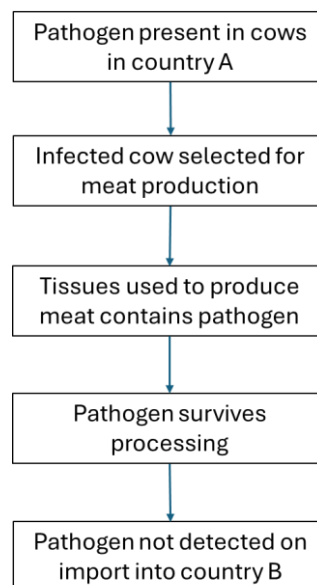 Pathogen present in cows
in country A
Infected cow selected for
meat production
Tissues used to produce
meat contains pathogen
Pathogen survives
processing
Pathogen not detected on
import into country B